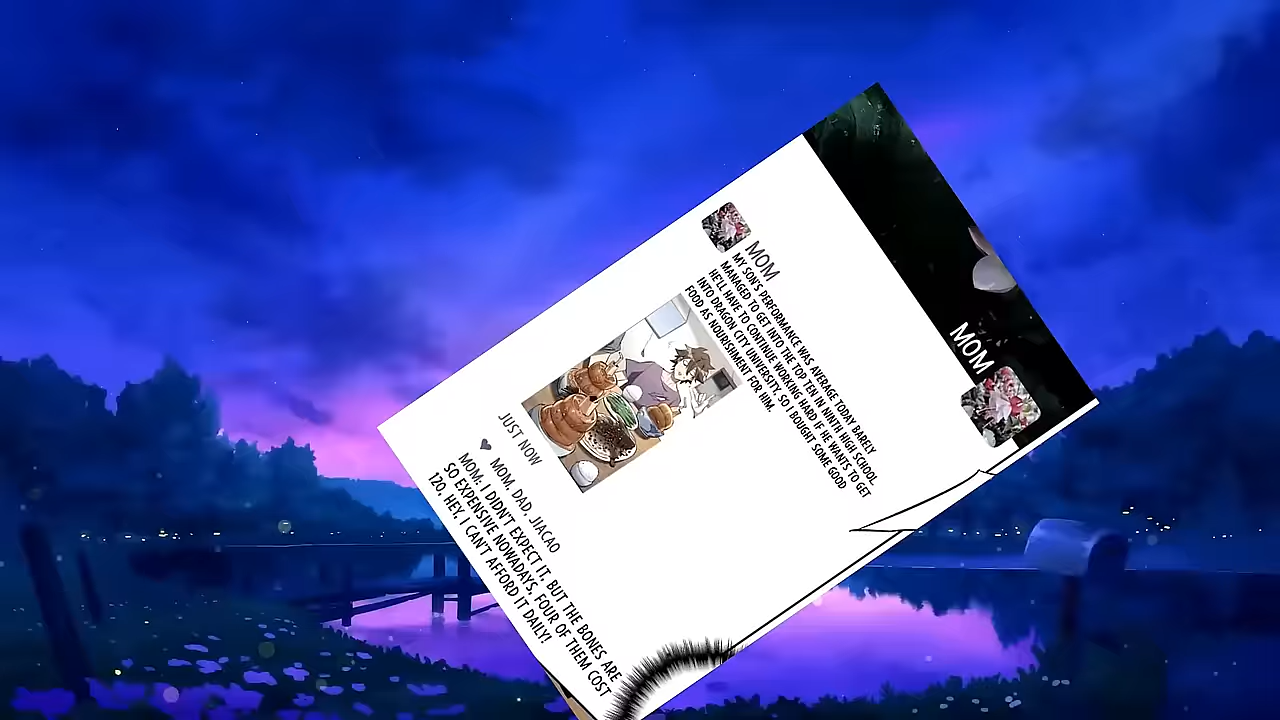 MOM
MOM
MY SON'S PERFORMANCE WAS AVERAGE TODAY BARELY
MANAGED TO GET INTO THE TOP TEN IN NINTH HIGH SCHOOL
HE'LL HAVE TO CONTINUE WORKING HARD IF HE WANTS TO GET
INTO DRAGON CITY UNIVERSITY, SO I BOUGHT SOME GOOD
FOOD AS NOURISHMENT FOR HIM.
JUST NOW
MOM, DAD, JIACAO
MOM: I DIDN'T EXPECT IT, BUT THE BONES ARE
SO EXPENSIVE NOWADAYS, FOUR OF THEM COST
120, HEY, I CAN'T AFFORD IT DAILY!